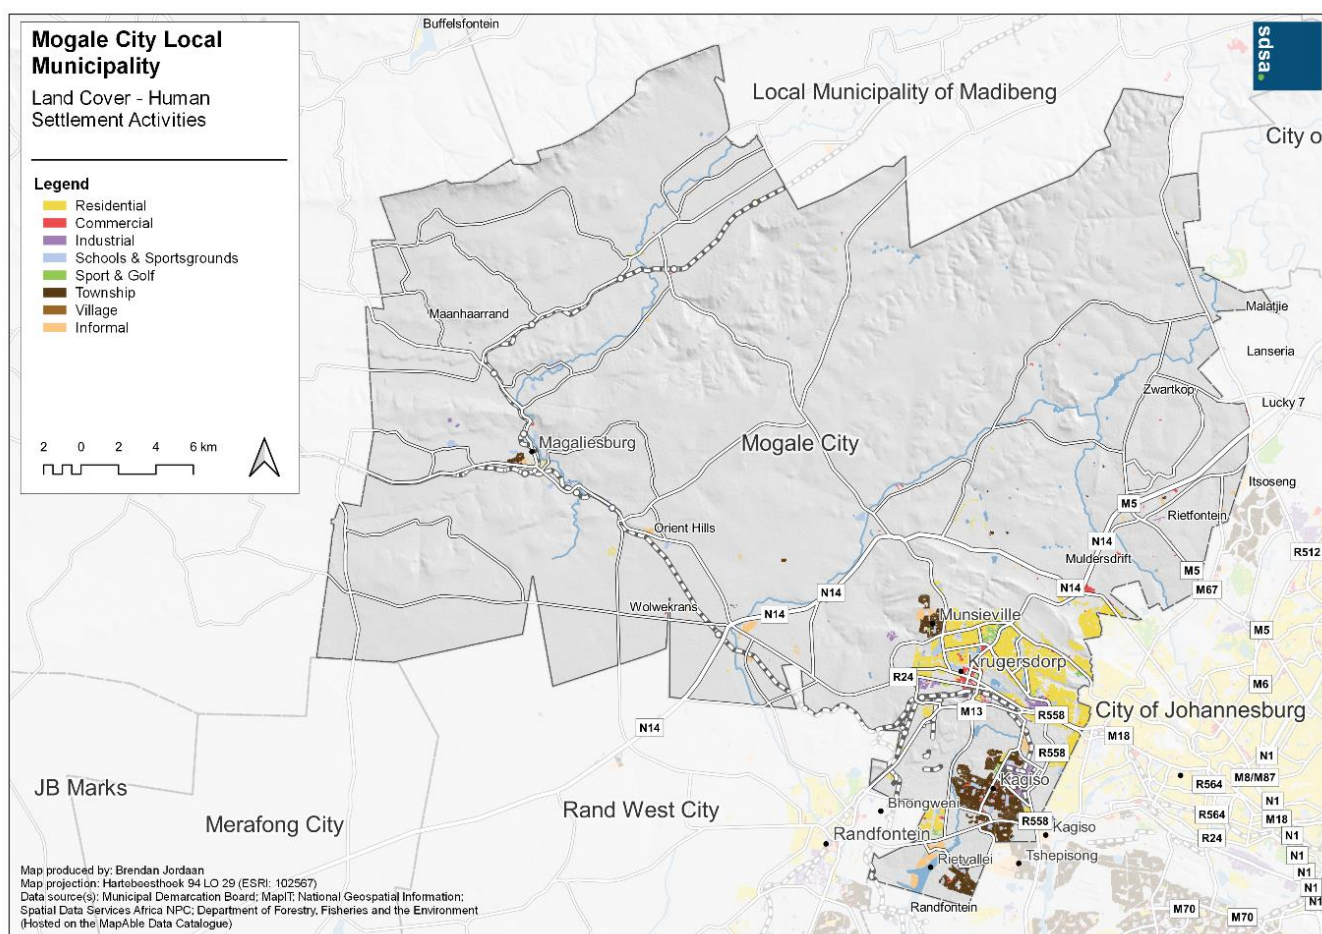 Mogale City Local
Municipality
Land Cover - Human
Settlement Activities
Legend
Residential
Commercial
Industrial
Schools & Sportsgrounds
Sport & Golf
Township
Village
Informal
2 0 2 4 6 km
Buffelsfontein
sdsa.
Local Municipality of Madibeng
City o
Malatjie
Maanhaarrand
Lanseria
Zwartkop
Lucky 7
Magaliesburg
Mogale City
Itsoseng
M5
Rietfontein
Orient Hills
N14
R512
Muldersdrift
M5
N14
M67
N14
Wolwekrans
N14
Munsieville
M5
Krugersdorp
R24
M6
M13
R558
City of Johannesburg
N14
M18
R558
N1
JB Marks
Kagiso
M8/M87
R564
Rand West City
Bhongweni
N1
Merafong City
R558
R564
M18
Randfontein
Kagiso
R24
N1
Rietvallei
Tshepisong
N1
N1
N1
Randfontein
M70
M70
N1
Map produced by: Brendan Jordaan
Map projection: Hartebeesthoek 94 LO 29 (ESRI: 102567)
Data source(s): Municipal Demarcation Board; MapIT; National Geospatial Information;
Spatial Data Services Africa NPC; Department of Forestry, Fisheries and the Environment
(Hosted on the MapAble Data Catalogue)